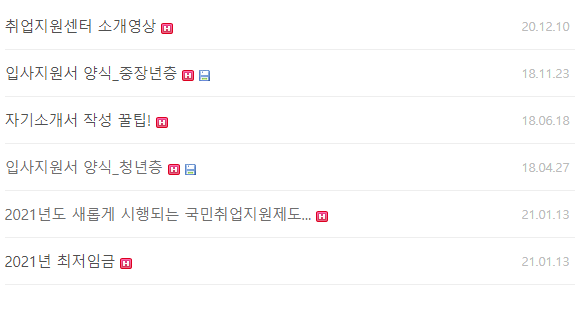 취업지원센터 소개영상 H 20.12.10
입사지원서 양식_중장년층 H 18.11.23
자기소개서 작성 꿀팁! H 18.06.18
입사지원서 양식_청년층 H 18.04.27
2021년도 새롭게 시행되는 국민취업지원제도... H 21.01.13
2021년 최저임금 H 21.01.13